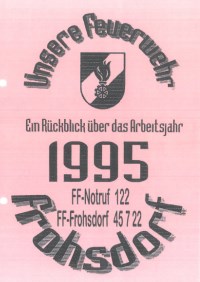 Unsere Feuerwehr
Ein Rückblick über das Arbeitsjahr
1995
FF-Notruf 122
FF-Frohsdorf 45 7 22
Frohsdorf